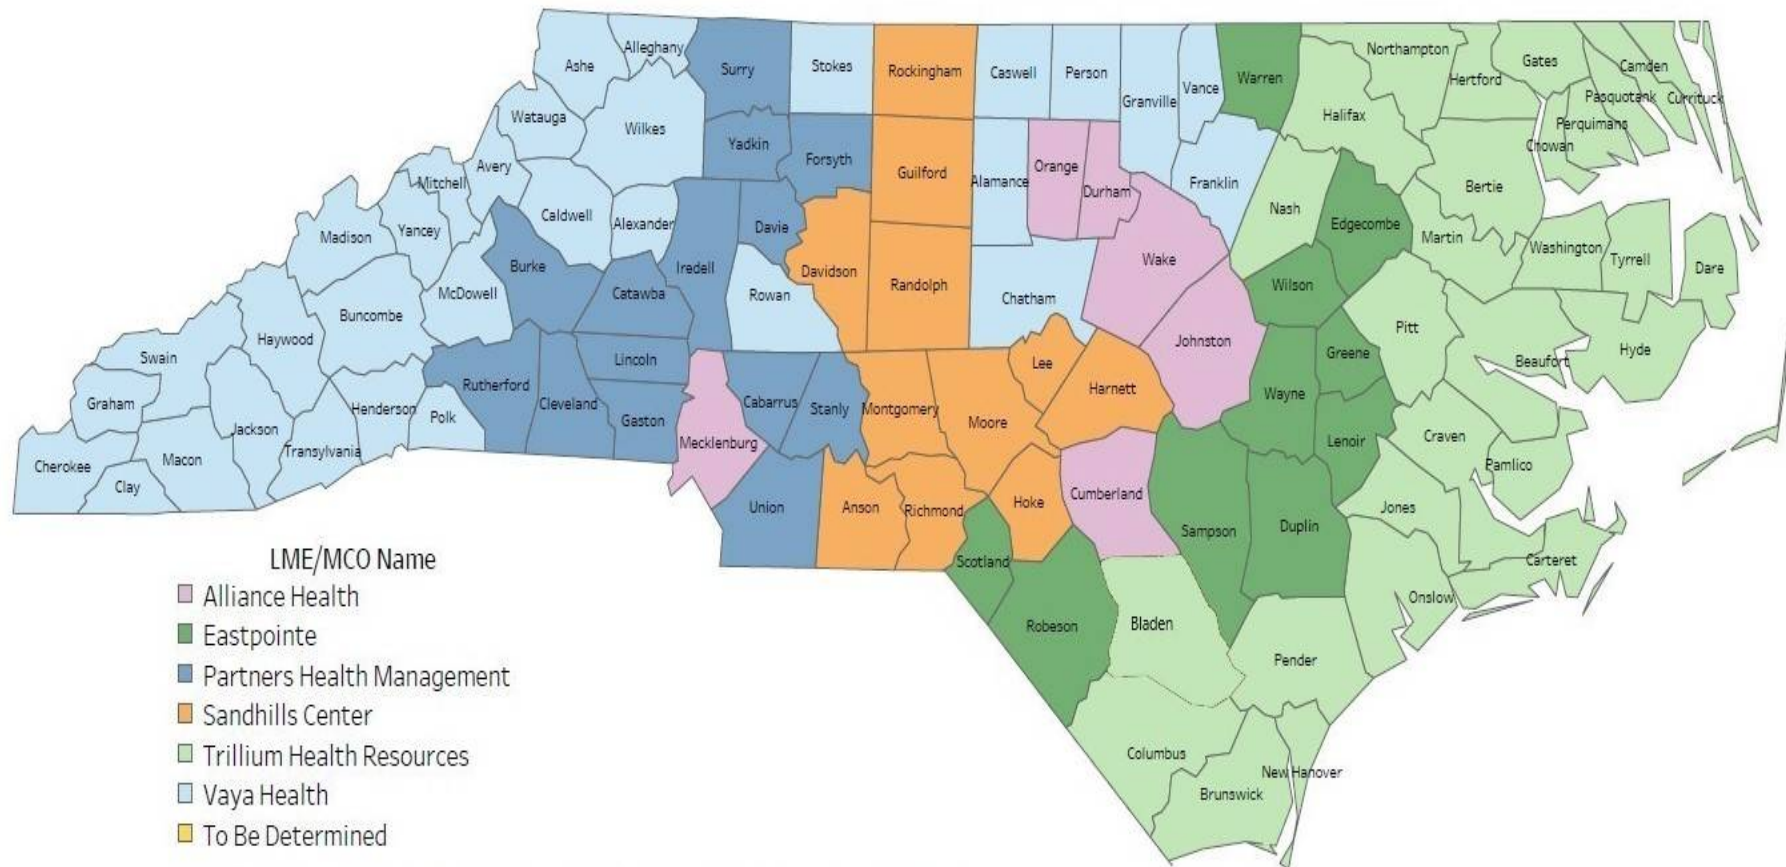 Alleghany
Ashe
Surry
Stokes
Rockingham
Caswell
Person
Granville
Vance
Warren
Northampton
Hertford
Gates
Camden
Currituck
Pasquotank
Perquimans
Chowan
Halifax
Watauga
Wilkes
Yadkin
Forsyth
Guilford
Alamance
Orange
Durham
Franklin
Nash
Edgecombe
Bertie
Martin
Washington
Tyrrell
Dare
Avery
Mitchell
Caldwell
Alexander
Davie
Madison
Yancey
Burke
Catawba
Iredell
Davidson
Randolph
Wake
Chatham
Wilson
Rowan
McDowell
Buncombe
Haywood
Swain
Lincoln
Johnston
Greene
Pitt
Beaufort
Hyde
Graham
Jackson
Henderson
Polk
Rutherford
Cleveland
Gaston
Mecklenburg
Cabarrus
Stanly
Montgomery
Moore
Lee
Harnett
Wayne
Lenoir
Craven
Pamlico
Cherokee
Clay
Macon
Transylvania
Union
Anson
Richmond
Hoke
Cumberland
Sampson
Duplin
Jones
Carteret
Onslow
Scotland
Robeson
Bladen
Pender
Columbus
Brunswick
New Hanover
LME/MCO Name
Alliance Health
Eastpointe
Partners Health Management
Sandhills Center
Trillium Health Resources
Vaya Health
To Be Determined